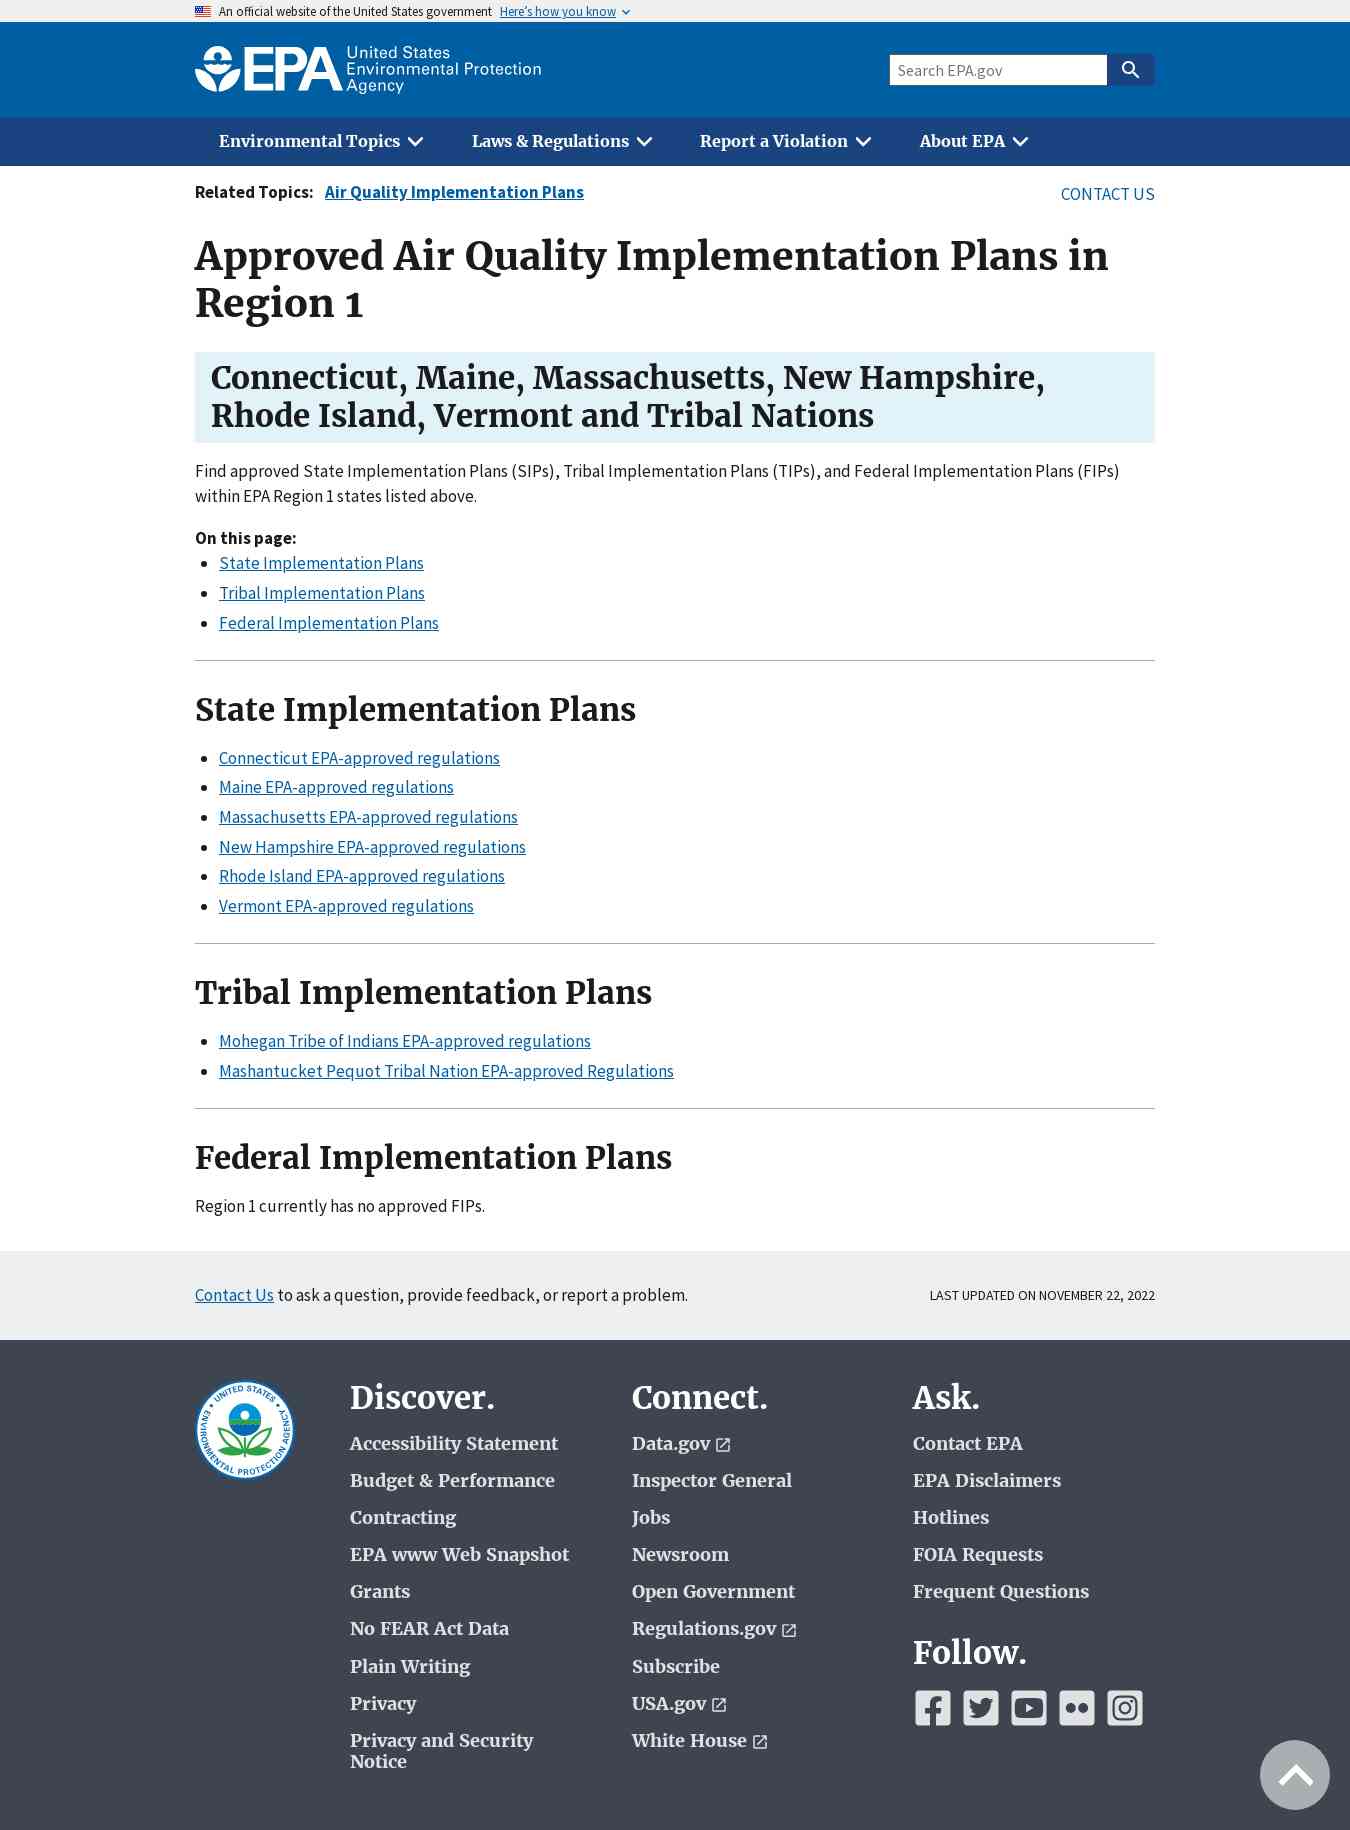 An official website of the United States government Here’s how you know
EPA United States
Environmental Protection
Agency
Search EPA.gov
Environmental Topics Laws & Regulations Report a Violation About EPA
Related Topics: Air Quality Implementation Plans CONTACT US
Approved Air Quality Implementation Plans in
Region 1
Connecticut, Maine, Massachusetts, New Hampshire,
Rhode Island, Vermont and Tribal Nations
Find approved State Implementation Plans (SIPs), Tribal Implementation Plans (TIPs), and Federal Implementation Plans (FIPs)
within EPA Region 1 states listed above.
On this page:
State Implementation Plans
Tribal Implementation Plans
Federal Implementation Plans
State Implementation Plans
Connecticut EPA-approved regulations
Maine EPA-approved regulations
Massachusetts EPA-approved regulations
New Hampshire EPA-approved regulations
Rhode Island EPA-approved regulations
Vermont EPA-approved regulations
Tribal Implementation Plans
Mohegan Tribe of Indians EPA-approved regulations
Mashantucket Pequot Tribal Nation EPA-approved Regulations
Federal Implementation Plans
Region 1 currently has no approved FIPs.
Contact Us to ask a question, provide feedback, or report a problem. LAST UPDATED ON NOVEMBER 22, 2022
UNITED STATES
ENVIRONMENTAL PROTECTION AGENCY
Discover.
Accessibility Statement
Budget & Performance
Contracting
EPA www Web Snapshot
Grants
No FEAR Act Data
Plain Writing
Privacy
Privacy and Security
Notice
Connect.
Data.gov
Inspector General
Jobs
Newsroom
Open Government
Regulations.gov
Subscribe
USA.gov
White House
Ask.
Contact EPA
EPA Disclaimers
Hotlines
FOIA Requests
Frequent Questions
Follow.